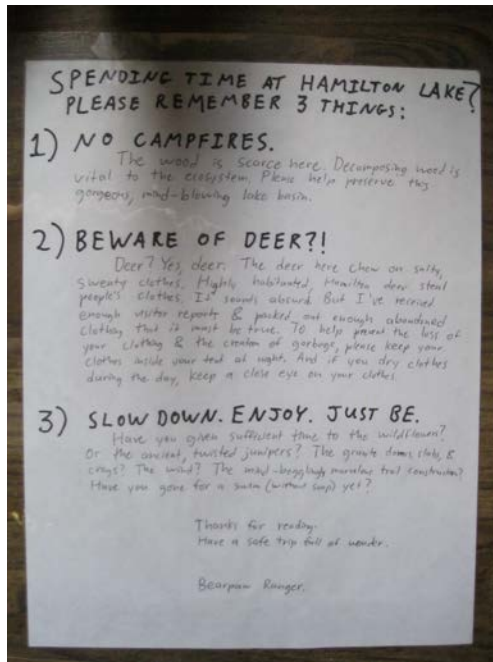 SPENDING TIME AT HAMILTON LAKE?
PLEASE REMEMBER 3 THINGS:
1) NO CAMPFIRES.
The wood is scarce here. Decomposing wood is
vital to the ecosystem. Please help preserve this
gorgeous, mind-blowing lake basin.
2) BEWARE OF DEER?!
Deer? Yes, deer. The deer here chew on salty,
sweaty clothes. Highly habituated, Hamilton deer steal
people's clothes. It sounds absurd. But I've received
enough visitor reports & packed out enough abandoned
clothing that it must be true. To help prevent the loss of
your clothing & the creation of garbage, please keep your
clothes inside your tent at night. And if you dry clothes
during the day, keep a close eye on your clothes.
3) SLOW DOWN. ENJOY. JUST BE.
Have you given sufficient time to the wildflowers?
Or the ancient, twisted junipers? The granite domes, slabs, &
crags? The wind? The mind-bogglingly marvelous trail construction?
Have you gone for a swim (without soap) yet?
Thanks for reading.
Have a safe trip full of wonder.
Bearpaw Ranger.